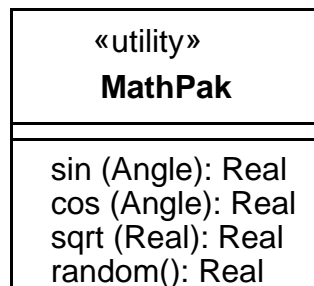 «utility»
MathPak
sin (Angle): Real
cos (Angle): Real
sqrt (Real): Real
random(): Real